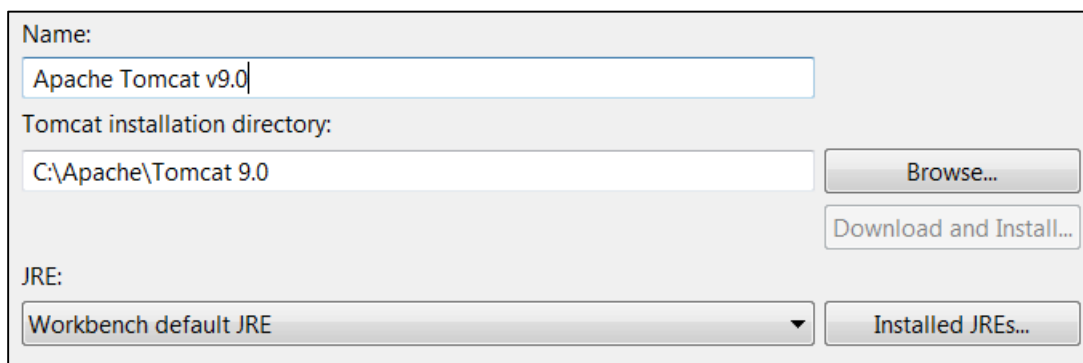 Name:
Apache Tomcat v9.0
Tomcat installation directory:
C:\Apache\Tomcat 9.0
Browse...
Download and Install...
JRE:
Workbench default JRE
Installed JREs...